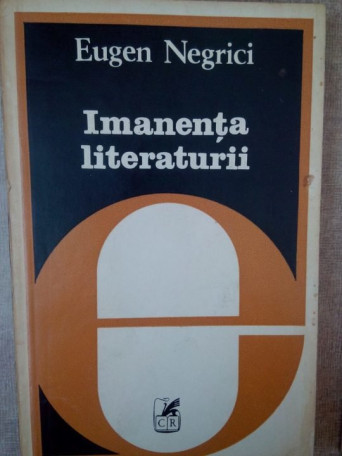 Eugen Negrici
Imanența
literaturii
CR